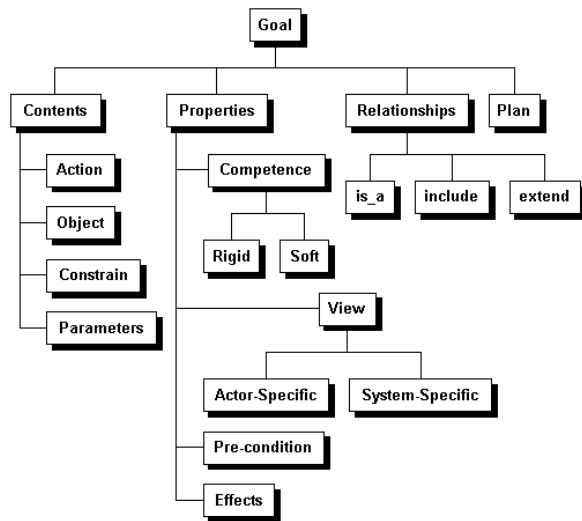 Goal
Contents
Properties
Relationships
Plan
Action
Object
Constrain
Parameters
Competence
Rigid
Soft
View
Actor-Specific
System-Specific
Pre-condition
Effects
is_a
include
extend